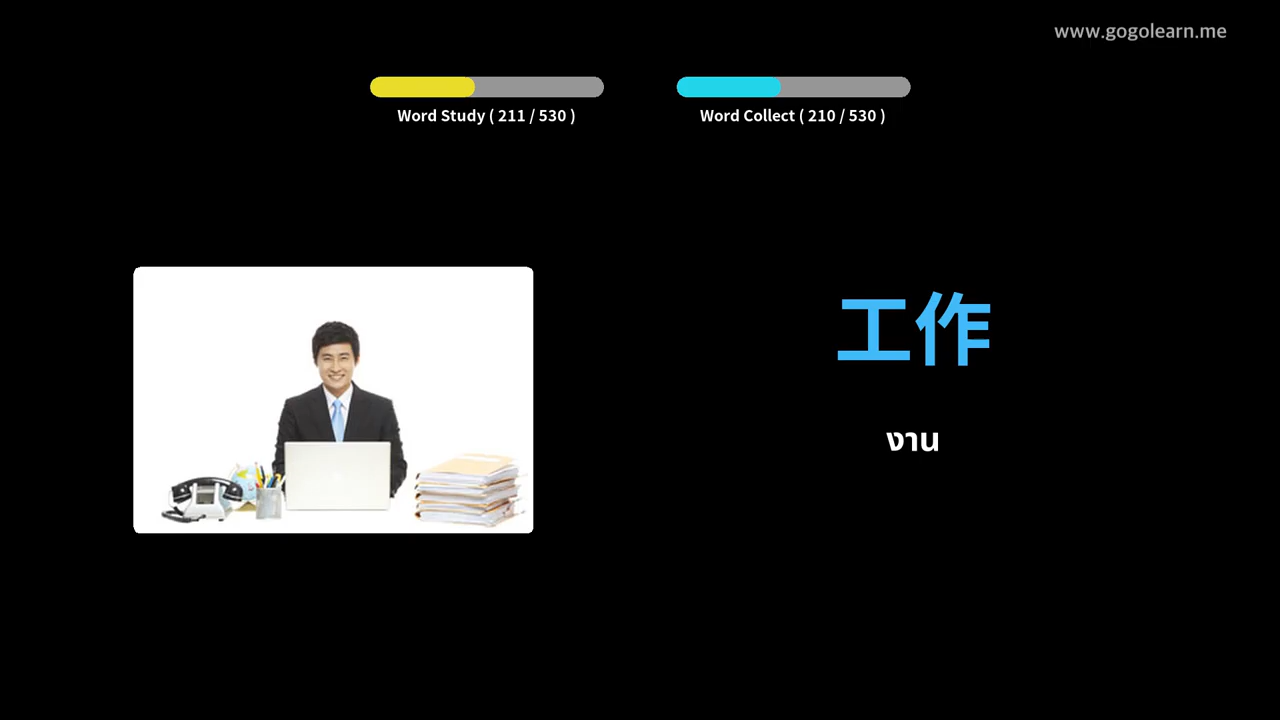 www.gogolearn.me
Word Study ( 211 / 530 )
Word Collect ( 210 / 530 )
工作
งาน